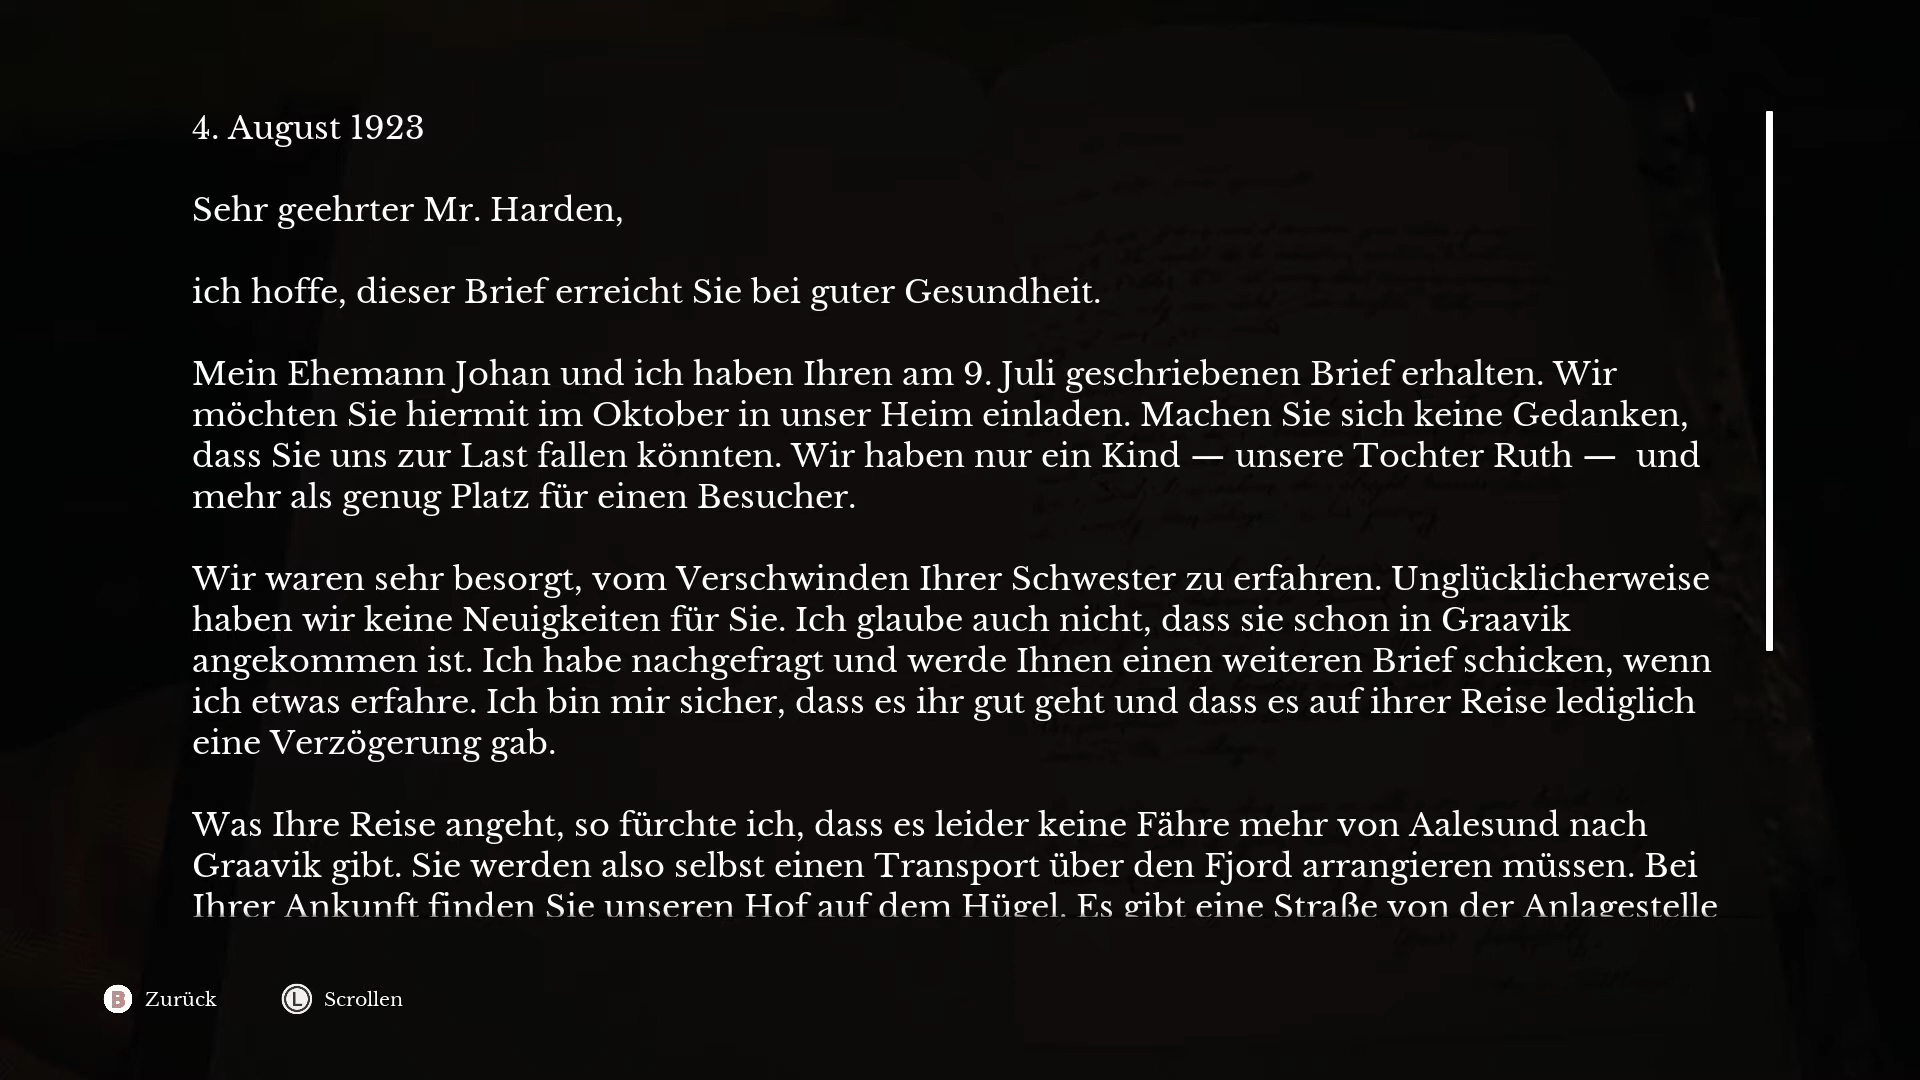 4. August 1923
Sehr geehrter Mr. Harden,
ich hoffe, dieser Brief erreicht Sie bei guter Gesundheit.
Mein Ehemann Johan und ich haben Ihren am 9. Juli geschriebenen Brief erhalten. Wir
möchten Sie hiermit im Oktober in unser Heim einladen. Machen Sie sich keine Gedanken,
dass Sie uns zur Last fallen könnten. Wir haben nur ein Kind — unsere Tochter Ruth —  und
mehr als genug Platz für einen Besucher.
Wir waren sehr besorgt, vom Verschwinden Ihrer Schwester zu erfahren. Unglücklicherweise
haben wir keine Neuigkeiten für Sie. Ich glaube auch nicht, dass sie schon in Graavik
angekommen ist. Ich habe nachgefragt und werde Ihnen einen weiteren Brief schicken, wenn
ich etwas erfahre. Ich bin mir sicher, dass es ihr gut geht und dass es auf ihrer Reise lediglich
eine Verzögerung gab.
Was Ihre Reise angeht, so fürchte ich, dass es leider keine Fähre mehr von Aalesund nach
Graavik gibt. Sie werden also selbst einen Transport über den Fjord arrangieren müssen. Bei
Ihrer Ankunft finden Sie unseren Hof auf dem Hügel. Es gibt eine Straße von der Anlagestelle
B Zurück
L Scrollen